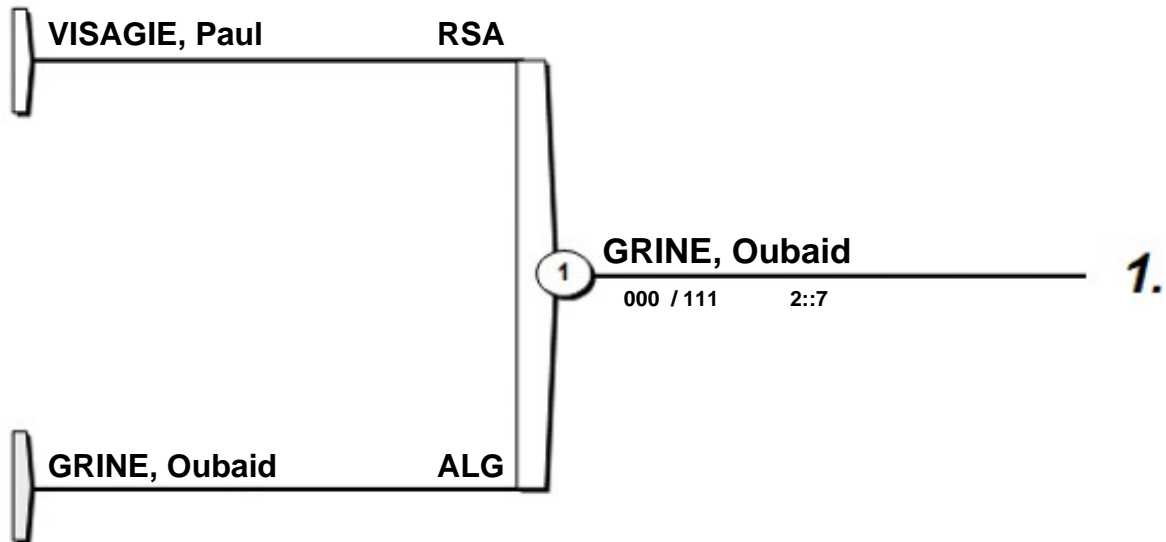 VISAGIE, Paul RSA
1 GRINE, Oubaid 1.
000 / 111 2::7
GRINE, Oubaid ALG